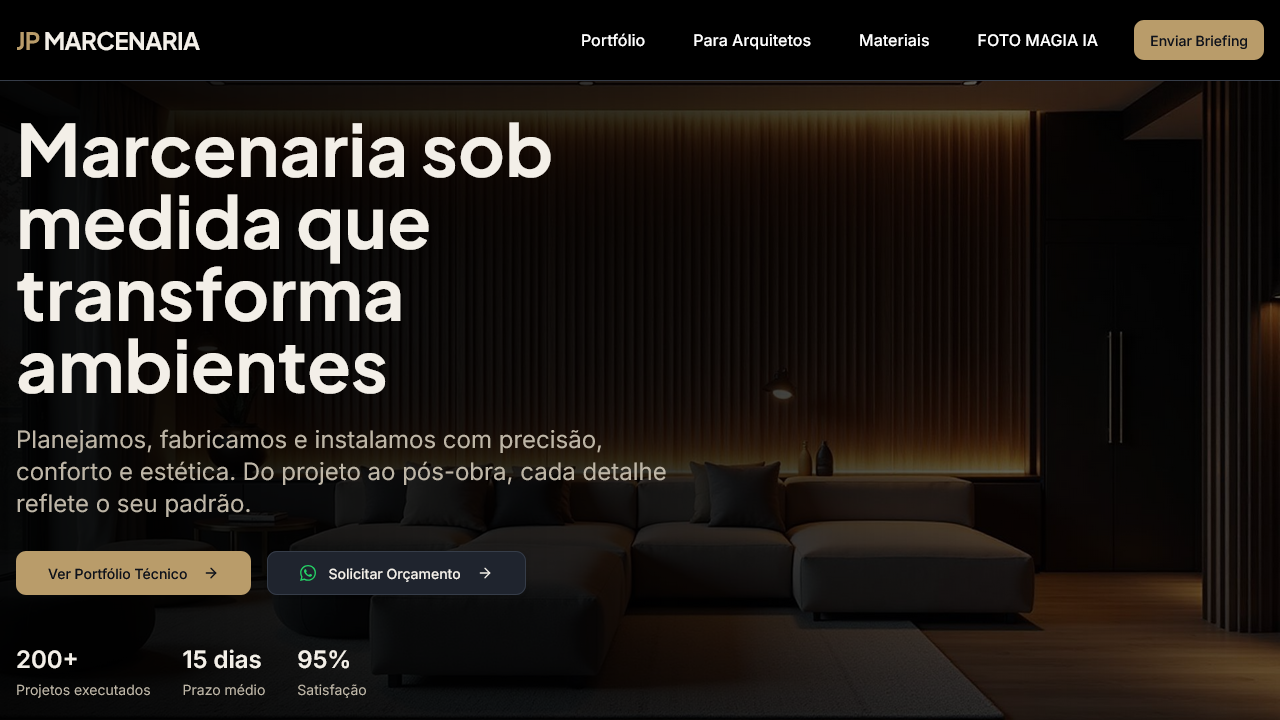 JP MARCENARIA
Portfólio
Para Arquitetos
Materiais
FOTO MAGIA IA
Enviar Briefing
Marcenaria sob
medida que
transforma
ambientes
Planejamos, fabricamos e instalamos com precisão,
conforto e estética. Do projeto ao pós-obra, cada detalhe
reflete o seu padrão.
Ver Portfólio Técnico
Solicitar Orçamento
200+
Projetos executados
15 dias
Prazo médio
95%
Satisfação